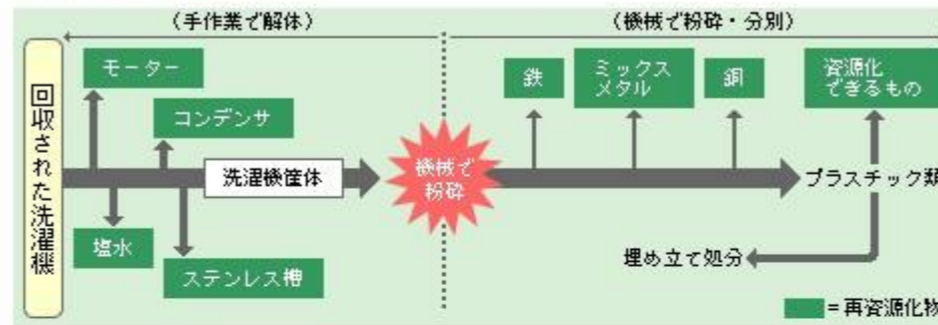 (手作業で解体)
(機械で粉砕・分別)
回収された洗濯機
モーター
コンデンサ
洗濯機筐体
塩水
ステンレス槽
機械で
粉砕
鉄
ミックス
メタル
銅
資源化
できるもの
プラスチック類
埋め立て処分
=再資源化物